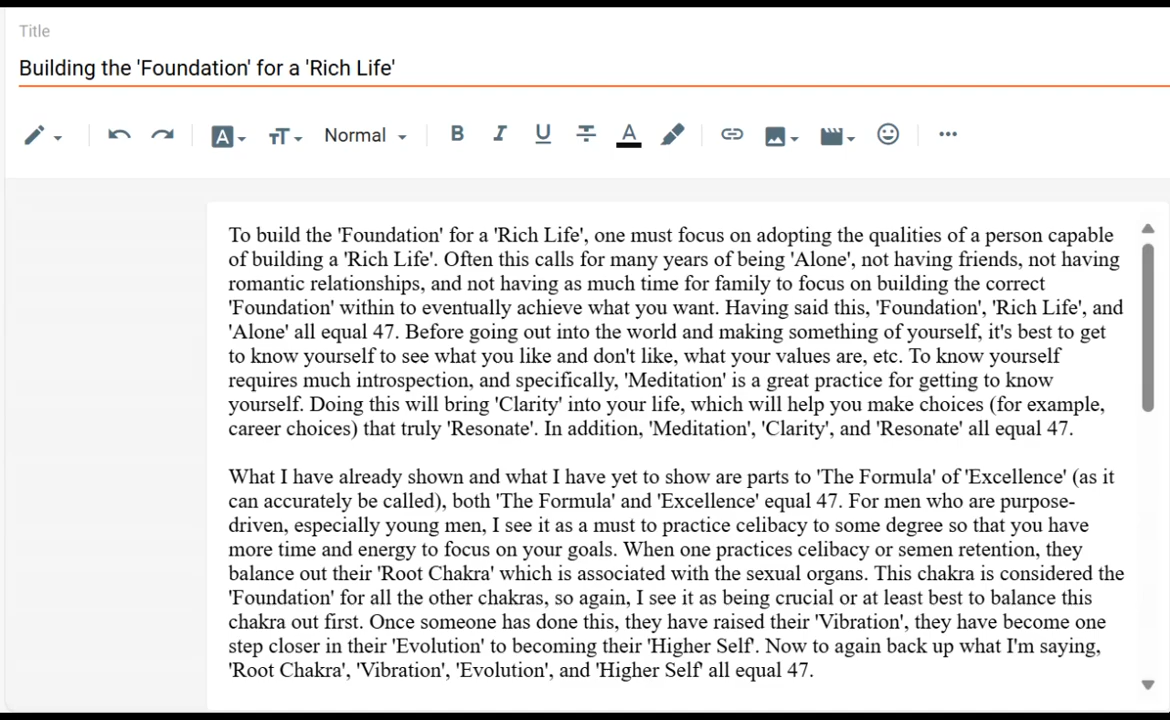 Title
Building the 'Foundation' for a 'Rich Life'
Normal
To build the 'Foundation' for a 'Rich Life', one must focus on adopting the qualities of a person capable
of building a 'Rich Life'. Often this calls for many years of being 'Alone', not having friends, not having
romantic relationships, and not having as much time for family to focus on building the correct
'Foundation' within to eventually achieve what you want. Having said this, 'Foundation', 'Rich Life', and
'Alone' all equal 47. Before going out into the world and making something of yourself, it's best to get
to know yourself to see what you like and don't like, what your values are, etc. To know yourself
requires much introspection, and specifically, 'Meditation' is a great practice for getting to know
yourself. Doing this will bring 'Clarity' into your life, which will help you make choices (for example,
career choices) that truly 'Resonate'. In addition, 'Meditation', 'Clarity', and 'Resonate' all equal 47.
What I have already shown and what I have yet to show are parts to 'The Formula' of 'Excellence' (as it
can accurately be called), both 'The Formula' and 'Excellence' equal 47. For men who are purpose-
driven, especially young men, I see it as a must to practice celibacy to some degree so that you have
more time and energy to focus on your goals. When one practices celibacy or semen retention, they
balance out their 'Root Chakra' which is associated with the sexual organs. This chakra is considered the
'Foundation' for all the other chakras, so again, I see it as being crucial or at least best to balance this
chakra out first. Once someone has done this, they have raised their 'Vibration', they have become one
step closer in their 'Evolution' to becoming their 'Higher Self'. Now to again back up what I'm saying,
'Root Chakra', 'Vibration', 'Evolution', and 'Higher Self' all equal 47.